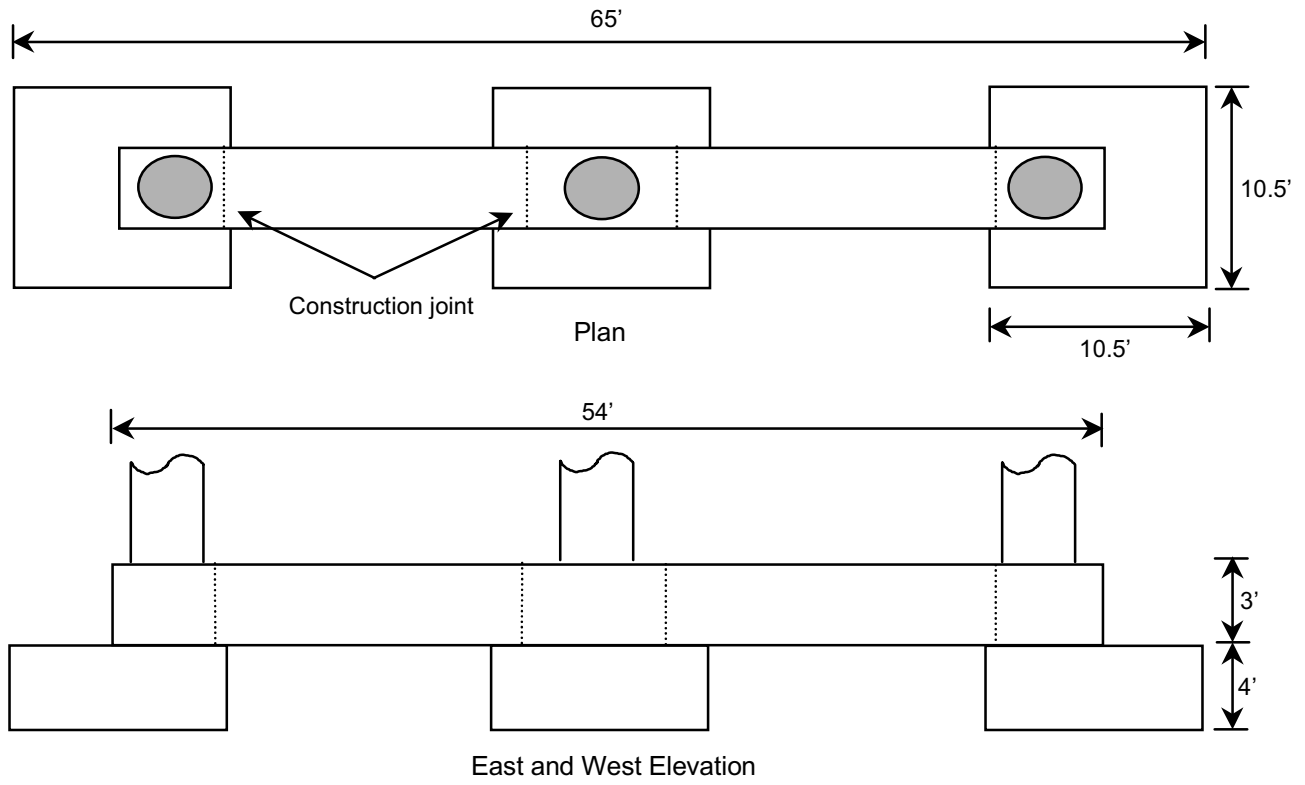 65’
10.5’
Construction joint
Plan
10.5’
54’
3’
4’
East and West Elevation